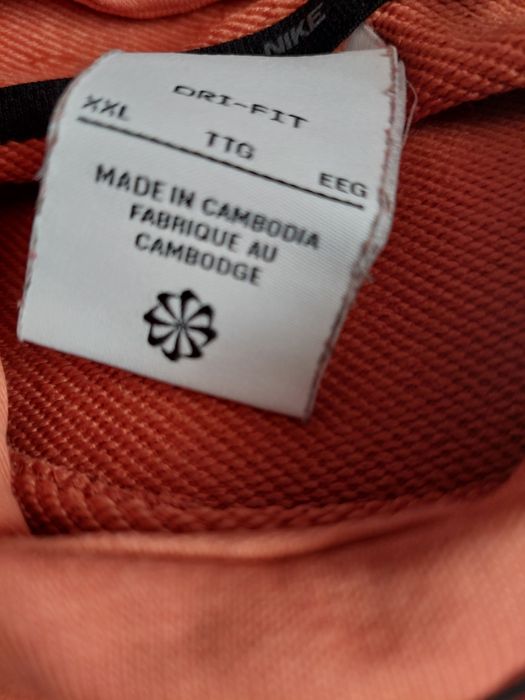 NIKE
DRI-FIT
XXL TTG EEG
MADE IN CAMBODIA
FABRIQUE AU
CAMBODGE